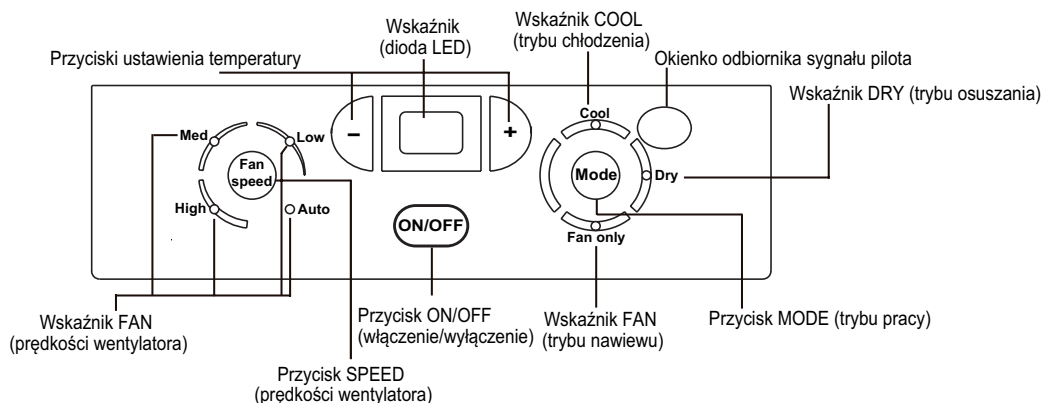 Wskaźnik
(dioda LED)
Wskaźnik COOL
(trybu chłodzenia)
Przyciski ustawienia temperatury
Okienko odbiornika sygnału pilota
Wskaźnik DRY (trybu osuszania)
Med
Low
Fan
speed
High
Auto
-
+
ON/OFF
Cool
Mode
Dry
Fan only
Wskaźnik FAN
(prędkości wentylatora)
Przycisk SPEED
(prędkości wentylatora)
Przycisk ON/OFF
(włączenie/wyłączenie)
Wskaźnik FAN
(trybu nawiewu)
Przycisk MODE (trybu pracy)